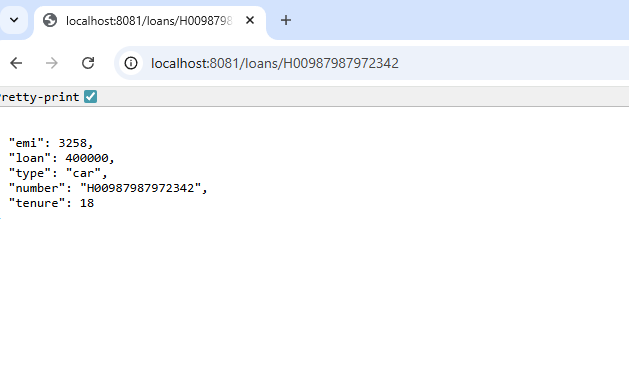 localhost:8081/loans/H0098798
localhost:8081/loans/H00987987972342
retty-print
"emi": 3258,
"loan": 400000,
"type": "car",
"number": "H00987987972342",
"tenure": 18